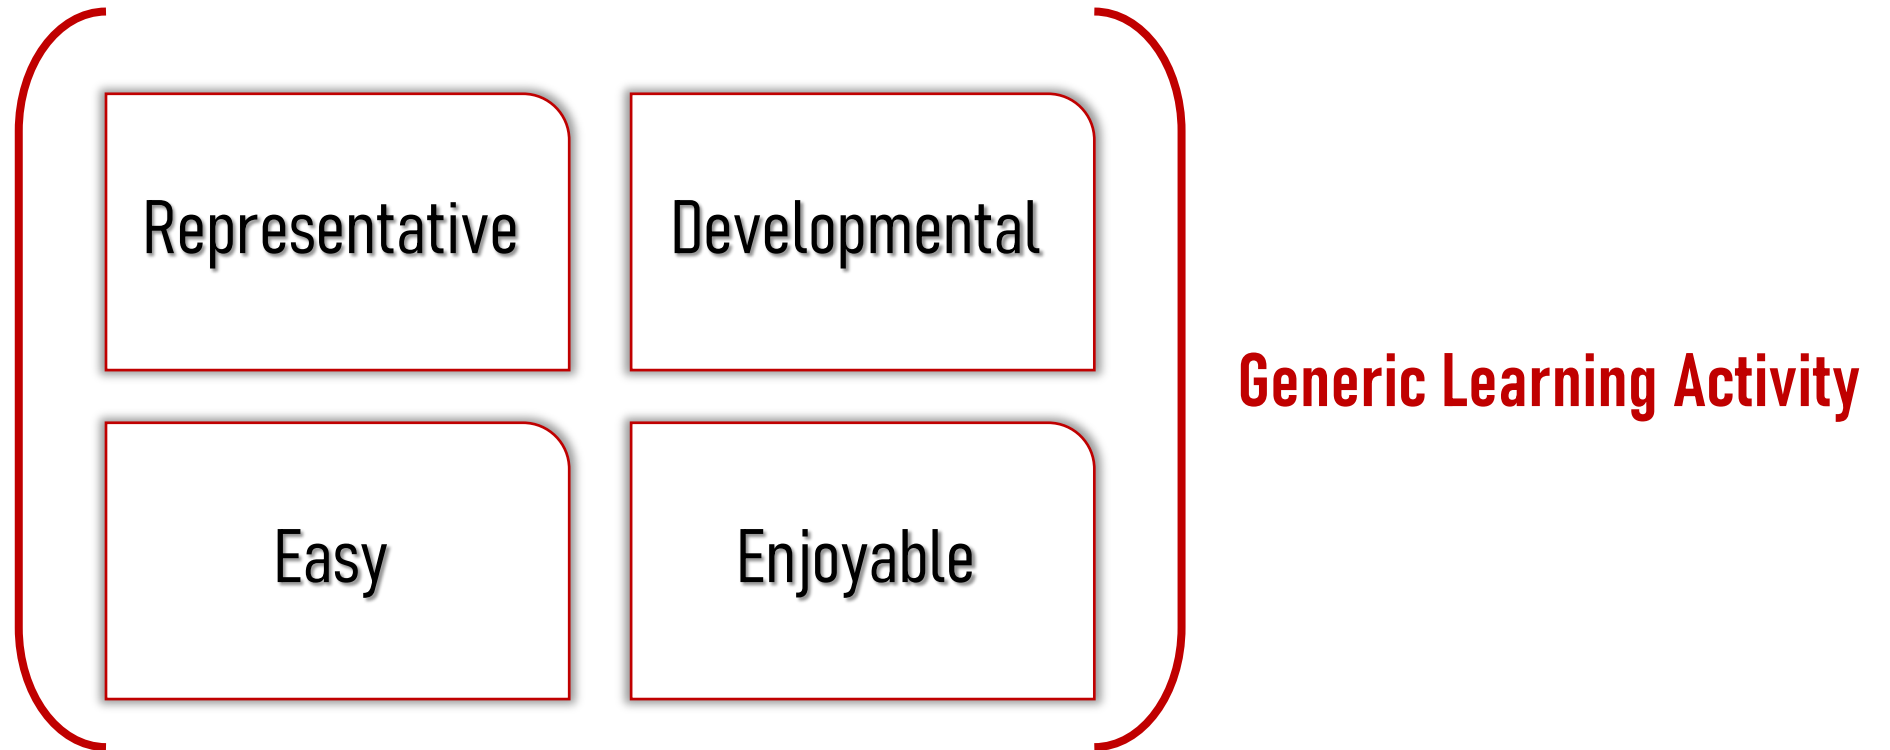 Representative
Developmental
Easy
Enjoyable
Generic Learning Activity